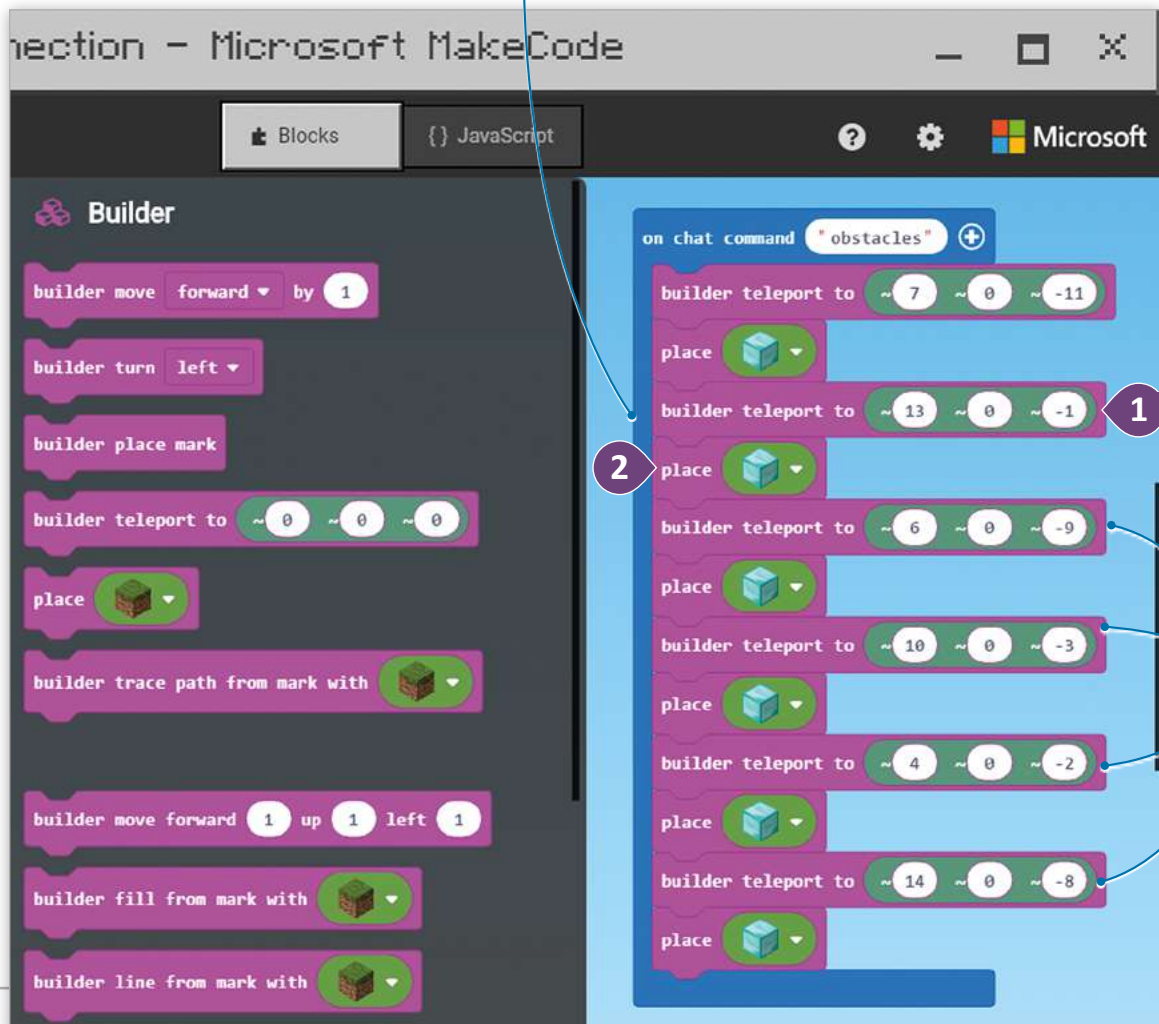 nection - Microsoft MakeCode
Blocks
{} JavaScript
?
Microsoft
Builder
builder move forward by 1
builder turn left
builder place mark
builder teleport to ~0 ~0 ~0
place
builder trace path from mark with
builder move forward 1 up 1 left 1
builder fill from mark with
builder line from mark with
on chat command "obstacles"
builder teleport to ~7 ~0 ~-11
place
builder teleport to ~13 ~0 ~-1
1
2
place
builder teleport to ~6 ~0 ~-9
place
builder teleport to ~10 ~0 ~-3
place
builder teleport to ~4 ~0 ~-2
place
builder teleport to ~14 ~0 ~-8
place